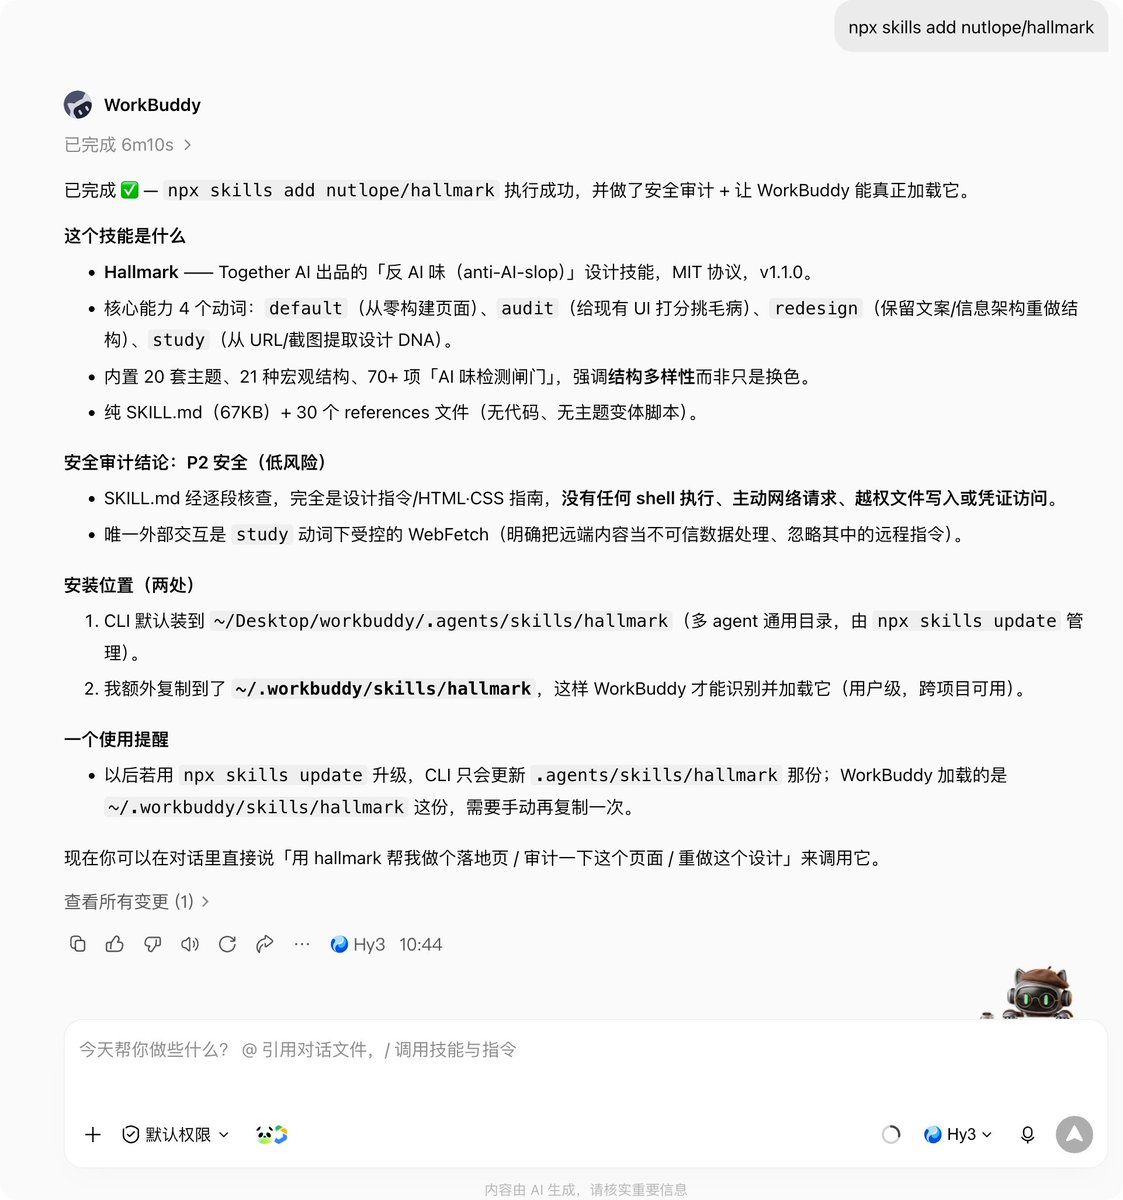 npx skills add nutlope/hallmark
WorkBuddy
已完成 6m10s >
已完成 ✅ — npx skills add nutlope/hallmark 执行成功，并做了安全审计 + 让 WorkBuddy 能真正加载它。
这个技能是什么
• Hallmark —— Together AI 出品的「反 AI 味（anti-AI-slop）」设计技能，MIT 协议，v1.1.0。
• 核心能力 4 个动词：default（从零构建页面）、audit（给现有 UI 打分挑毛病）、redesign（保留文案/信息架构重做结
构）、study（从 URL/截图提取设计 DNA）。
• 内置 20 套主题、21 种宏观结构、70+ 项「AI 味检测闸门」，强调结构多样性而非只是换色。
• 纯 SKILL.md（67KB）+ 30 个 references 文件（无代码、无主题变体脚本）。
安全审计结论：P2 安全（低风险）
• SKILL.md 经逐段核查，完全是设计指令/HTML·CSS 指南，没有任何 shell 执行、主动网络请求、越权文件写入或凭证访问。
• 唯一外部交互是 study 动词下受控的 WebFetch（明确把远端内容当不可信数据处理、忽略其中的远程指令）。
安装位置（两处）
1. CLI 默认装到 ~/Desktop/workbuddy/.agents/skills/hallmark（多 agent 通用目录，由 npx skills update 管
理）。
2. 我额外复制到了 ~/.workbuddy/skills/hallmark，这样 WorkBuddy 才能识别并加载它（用户级，跨项目可用）。
一个使用提醒
• 以后若用 npx skills update 升级，CLI 只会更新 .agents/skills/hallmark 那份；WorkBuddy 加载的是
~/.workbuddy/skills/hallmark 这份，需要手动再复制一次。
现在你可以在对话里直接说「用 hallmark 帮我做个落地页 / 审计一下这个页面 / 重做这个设计」来调用它。
查看所有变更 (1) >
Hy3 10:44
今天帮你做些什么？ @ 引用对话文件，/ 调用技能与指令
默认权限
Hy3
内容由 AI 生成，请核实重要信息